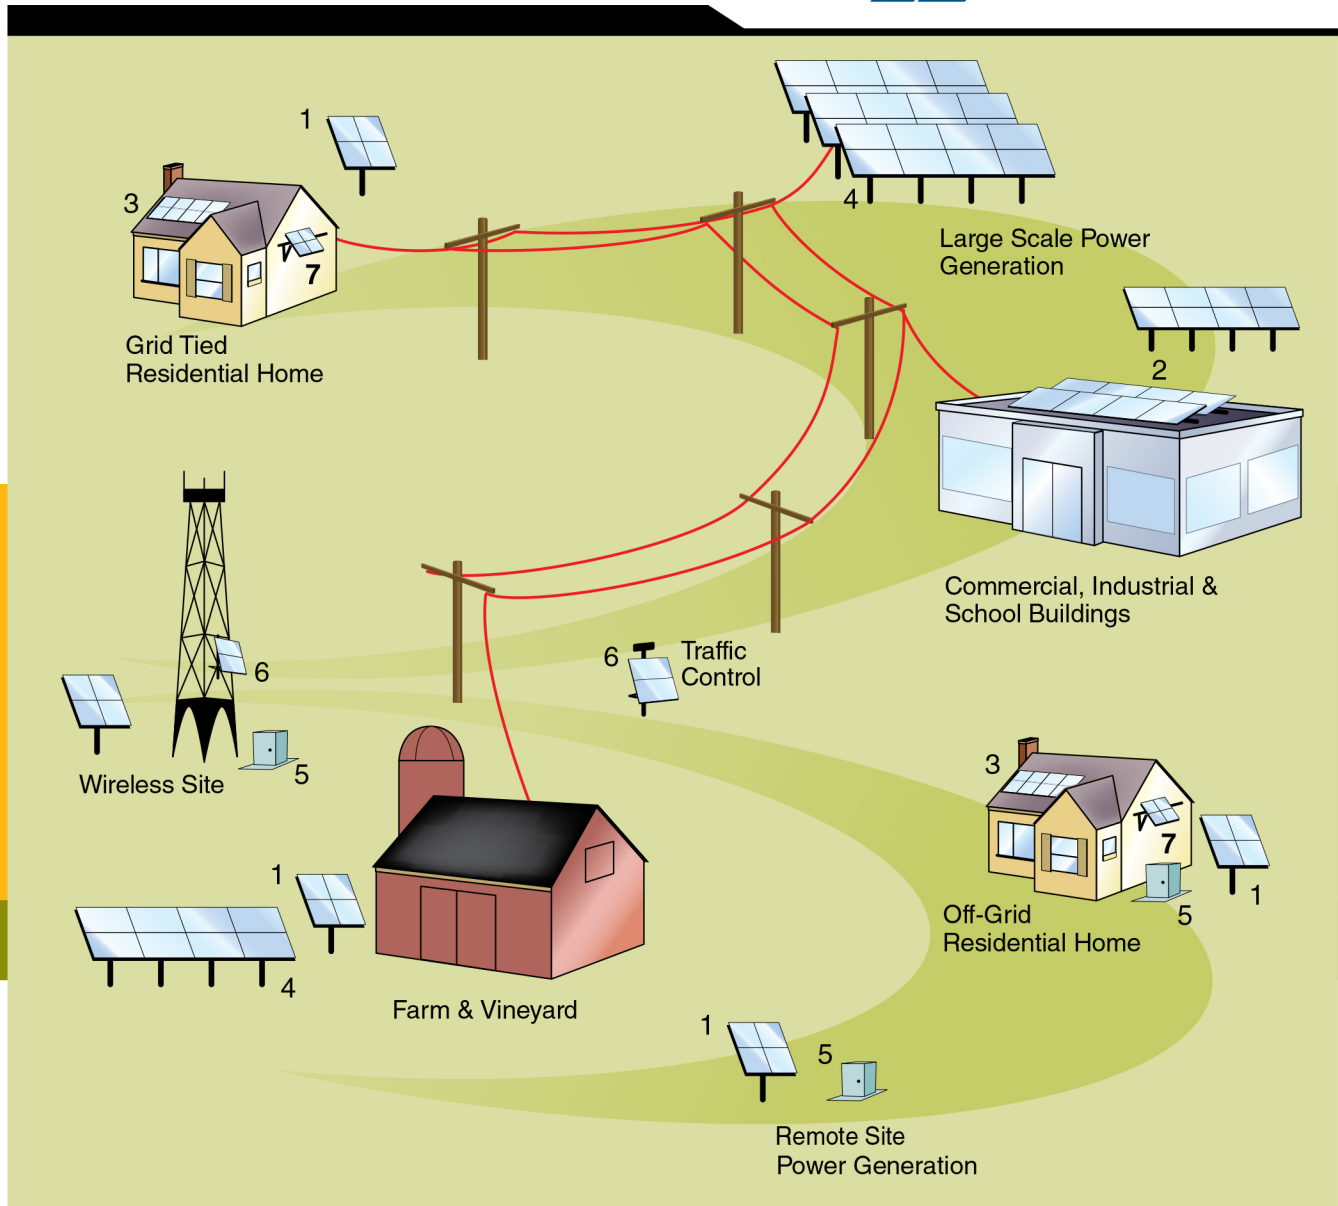 1
3
7
Grid Tied
Residential Home
4
Large Scale Power
Generation
2
Commercial, Industrial &
School Buildings
6
Traffic
Control
6
5
Wireless Site
3
7
1
5
Off-Grid
Residential Home
1
4
Farm & Vineyard
1
5
Remote Site
Power Generation